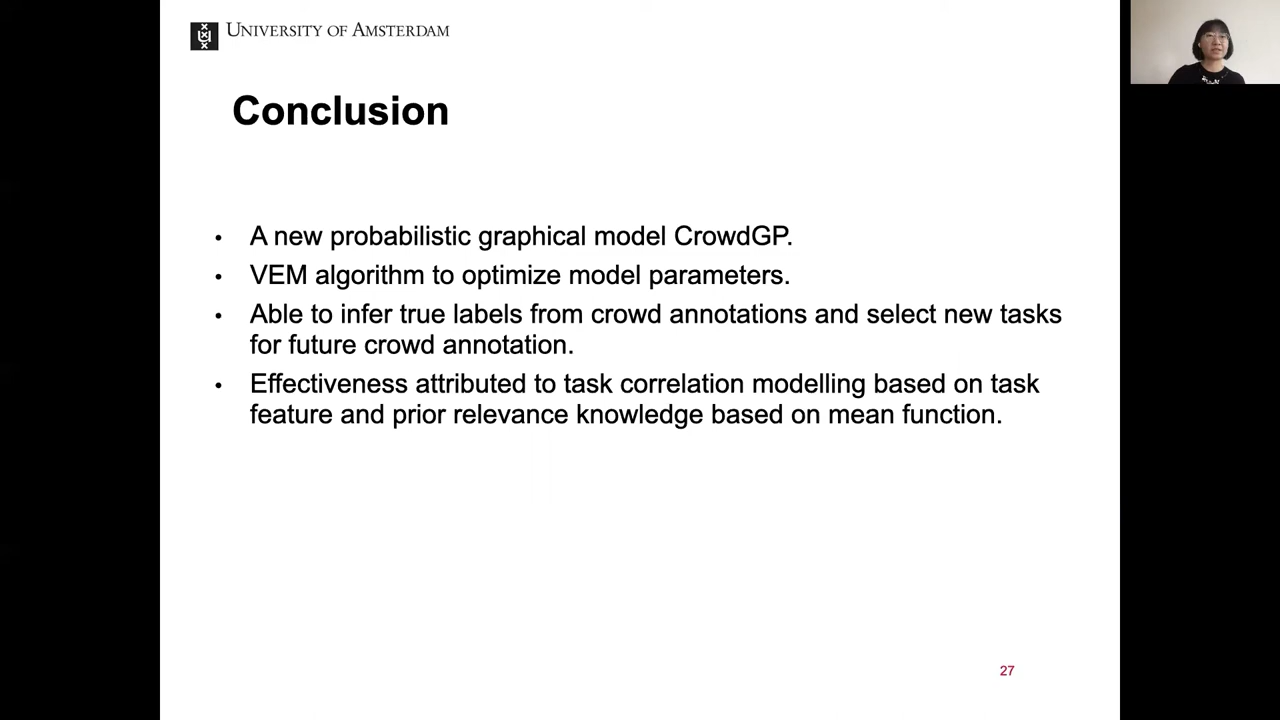 UNIVERSITY OF AMSTERDAM
Conclusion
• A new probabilistic graphical model CrowdGP.
• VEM algorithm to optimize model parameters.
• Able to infer true labels from crowd annotations and select new tasks
for future crowd annotation.
• Effectiveness attributed to task correlation modelling based on task
feature and prior relevance knowledge based on mean function.
27